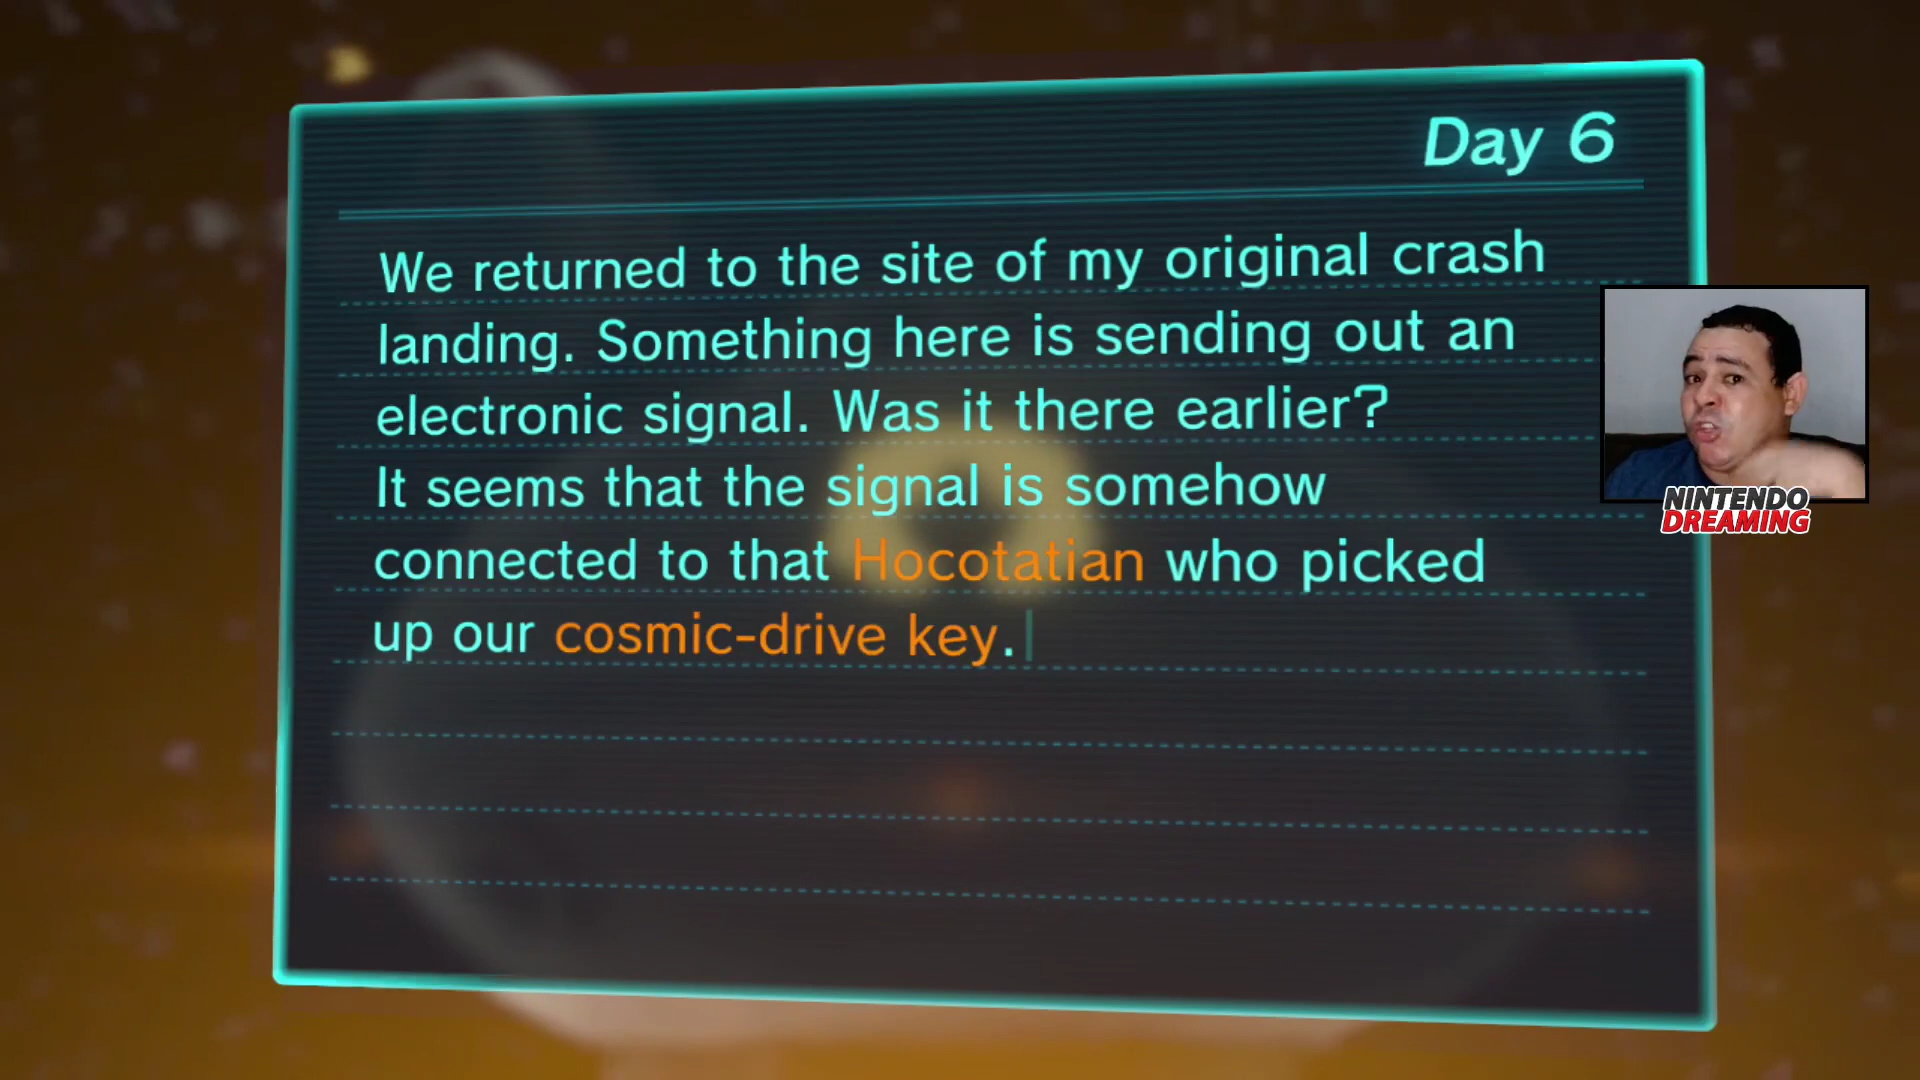 Day 6
We returned to the site of my original crash
landing. Something here is sending out an
electronic signal. Was it there earlier?
It seems that the signal is somehow
connected to that Hocotatian who picked
up our cosmic-drive key.
NINTENDO
DREAMING